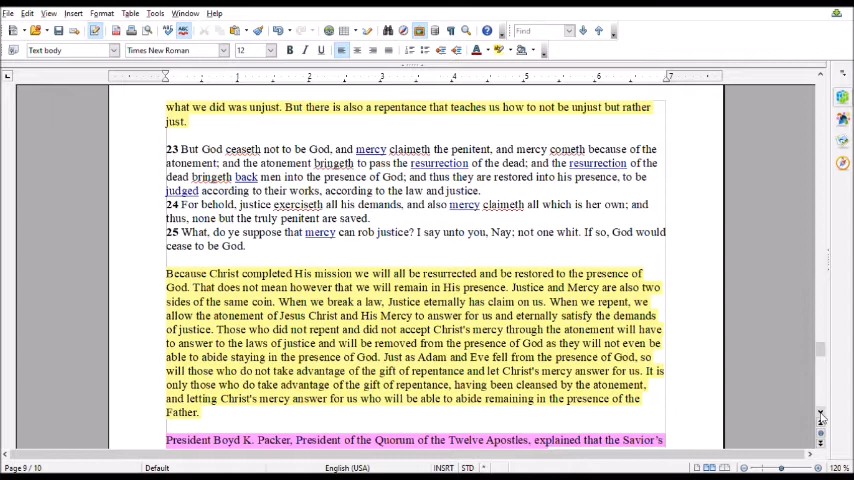 File Edit View Insert Format Table Tools Window Help
Find
Text body Times New Roman 12
1 2 3 4 5 6 7
what we did was unjust. But there is also a repentance that teaches us how to not be unjust but rather
just.
23 But God ceaseth not to be God, and mercy claimeth the penitent, and mercy cometh because of the
atonement; and the atonement bringeth to pass the resurrection of the dead; and the resurrection of the
dead bringeth back men into the presence of God; and thus they are restored into his presence, to be
judged according to their works, according to the law and justice.
24 For behold, justice exerciseth all his demands, and also mercy claimeth all which is her own; and
thus, none but the truly penitent are saved.
25 What, do ye suppose that mercy can rob justice? I say unto you, Nay; not one whit. If so, God would
cease to be God.
Because Christ completed His mission we will all be resurrected and be restored to the presence of
God. That does not mean however that we will remain in His presence. Justice and Mercy are also two
sides of the same coin. When we break a law, Justice eternally has claim on us. When we repent, we
allow the atonement of Jesus Christ and His Mercy to answer for us and eternally satisfy the demands
of justice. Those who did not repent and did not accept Christ's mercy through the atonement will have
to answer to the laws of justice and will be removed from the presence of God as they will not even be
able to abide staying in the presence of God. Just as Adam and Eve fell from the presence of God, so
will those who do not take advantage of the gift of repentance and let Christ's mercy answer for us. It is
only those who do take advantage of the gift of repentance, having been cleansed by the atonement,
and letting Christ's mercy answer for us who will be able to abide remaining in the presence of the
Father.
President Boyd K. Packer, President of the Quorum of the Twelve Apostles, explained that the Savior's
Page 9 / 10 Default English (USA) INSRT STD * 120%